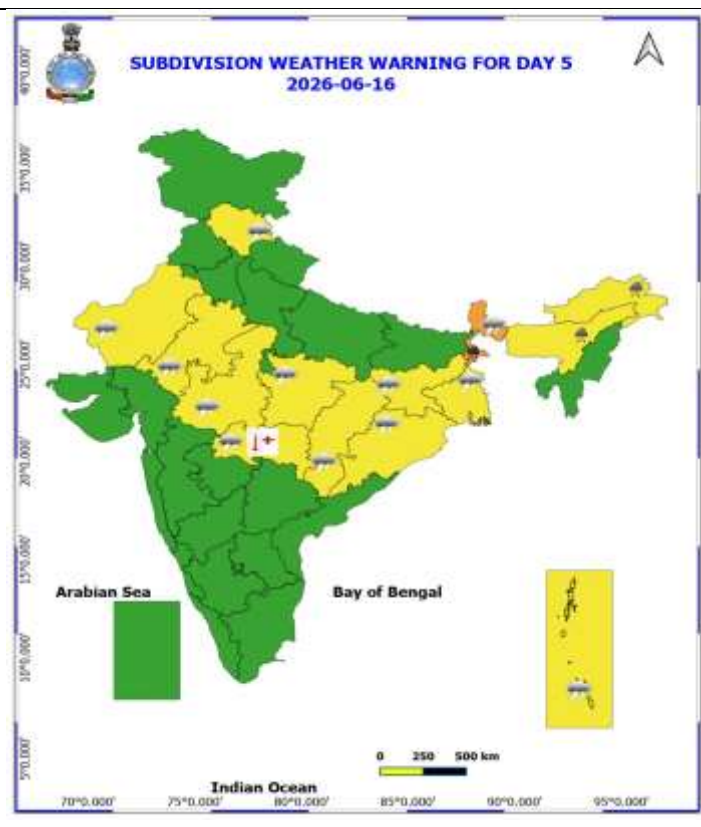 SUBDIVISION WEATHER WARNING FOR DAY 5
2026-06-16
40°0.000'
35°0.000'
30°0.000'
25°0.000'
20°0.000'
15°0.000'
10°0.000'
5°0.000'
Arabian Sea
Bay of Bengal
0 250 500 km
Indian Ocean
70°0.000' 75°0.000' 80°0.000' 85°0.000' 90°0.000' 95°0.000'